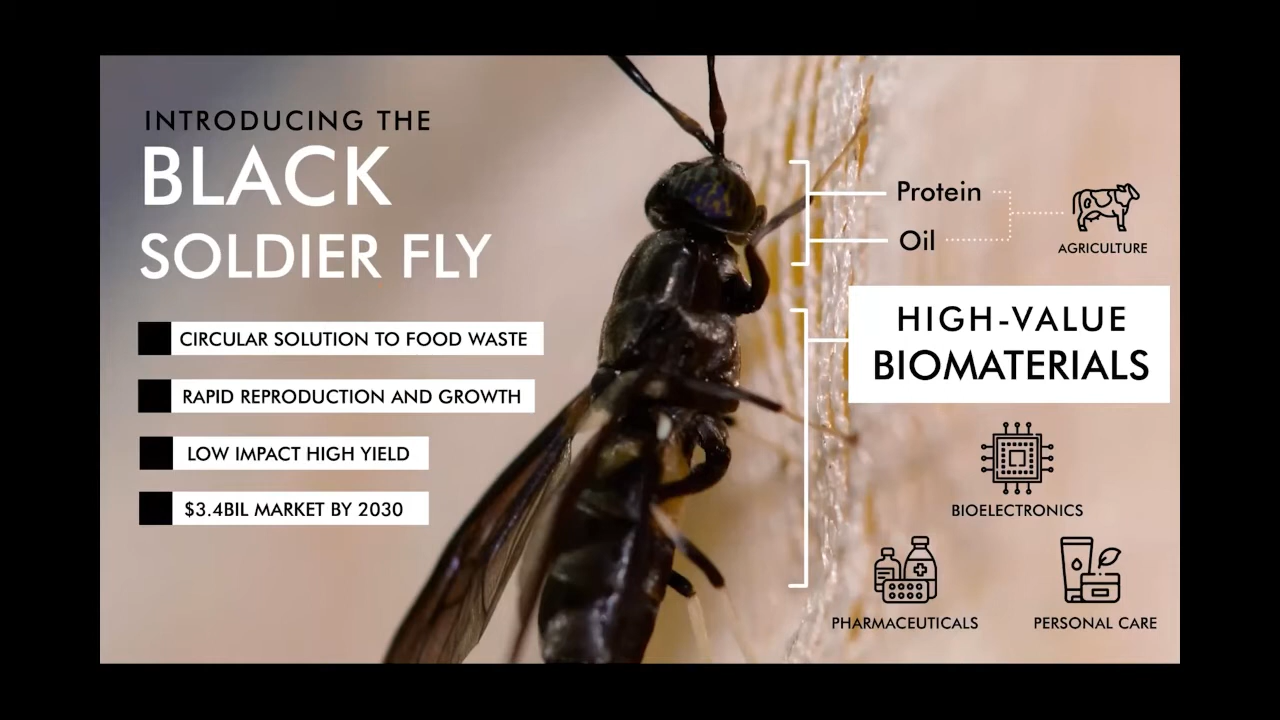 INTRODUCING THE
BLACK
SOLDIER FLY
CIRCULAR SOLUTION TO FOOD WASTE
RAPID REPRODUCTION AND GROWTH
LOW IMPACT HIGH YIELD
$3.4BIL MARKET BY 2030
Protein
Oil
AGRICULTURE
HIGH-VALUE
BIOMATERIALS
BIOELECTRONICS
PHARMACEUTICALS
PERSONAL CARE